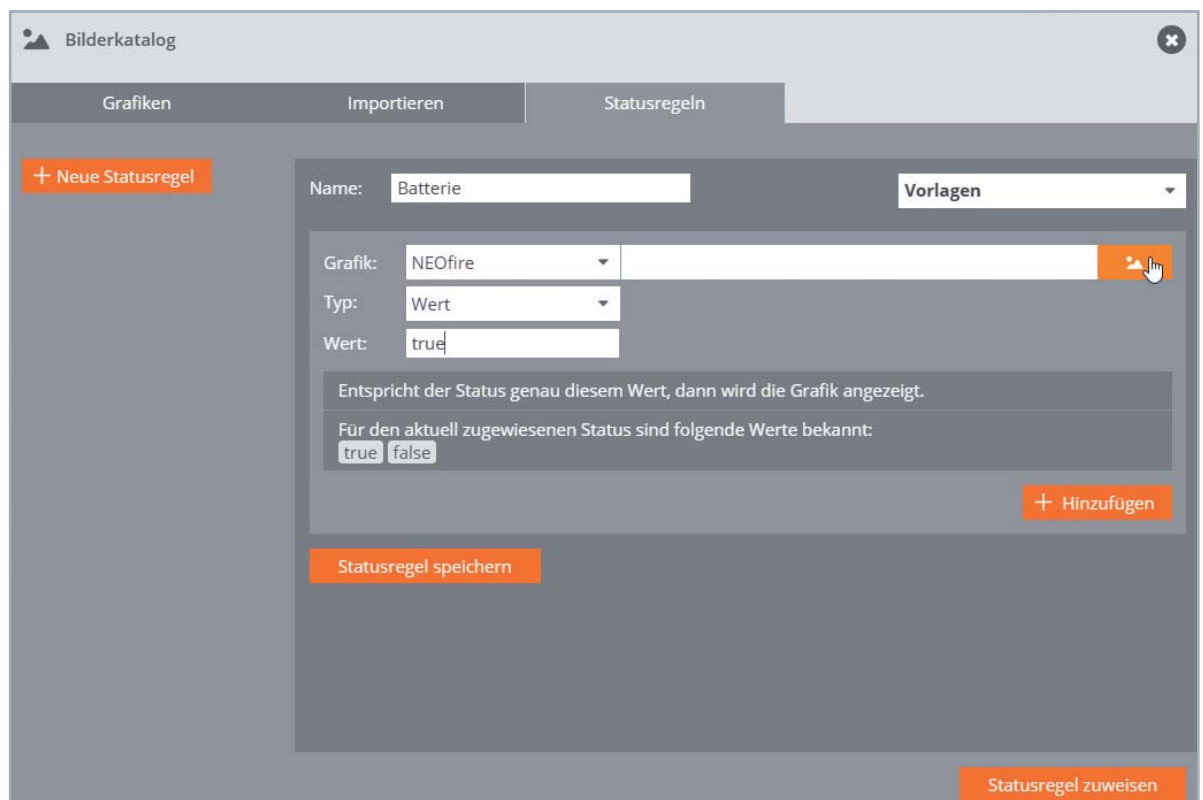 Bilderkatalog
Grafiken Importieren Statusregeln
+ Neue Statusregel
Name: Batterie Vorlagen
Grafik: NEOfire
Typ: Wert
Wert: true
Entspricht der Status genau diesem Wert, dann wird die Grafik angezeigt.
Für den aktuell zugewiesenen Status sind folgende Werte bekannt:
true false
+ Hinzufügen
Statusregel speichern
Statusregel zuweisen